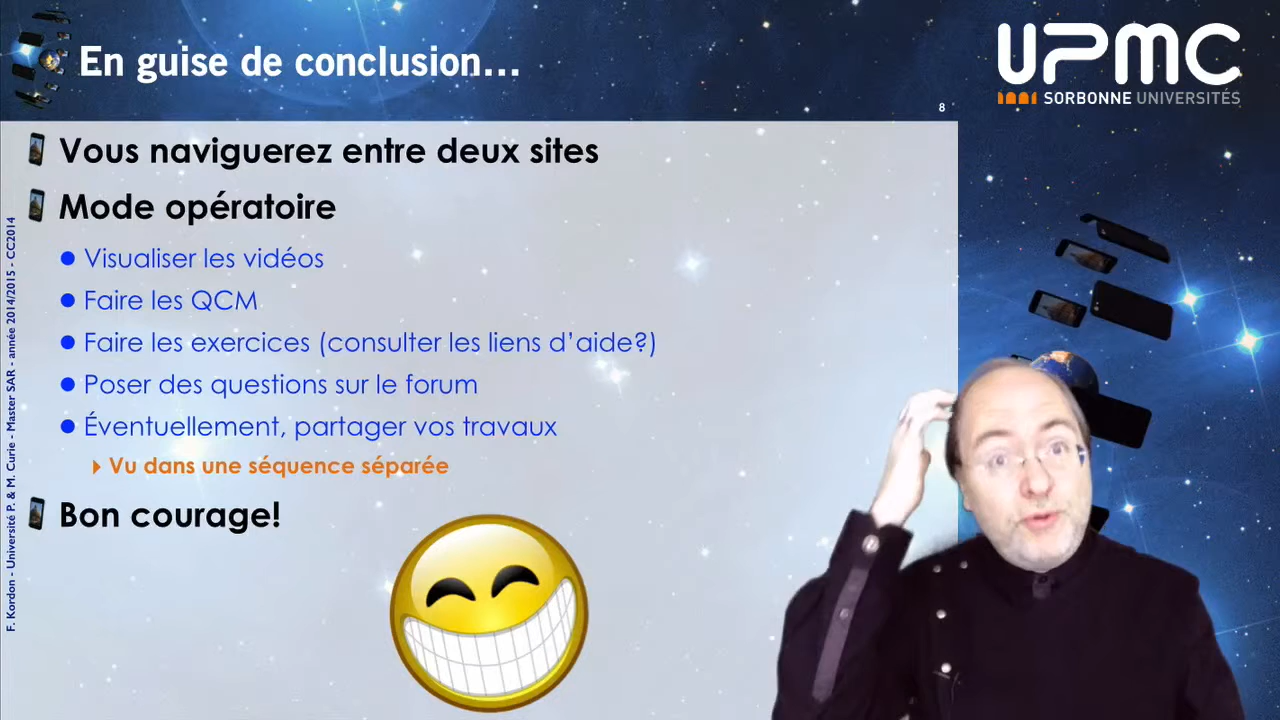 En guise de conclusion...
UPMC
SORBONNE UNIVERSITÉS
8
Vous naviguerez entre deux sites
Mode opératoire
Visualiser les vidéos
Faire les QCM
Faire les exercices (consulter les liens d'aide?)
Poser des questions sur le forum
Éventuellement, partager vos travaux
Vu dans une séquence séparée
Bon courage!
F. Kordon - Université P. & M. Curie - Master SAR - année 2014/2015 - CC2014